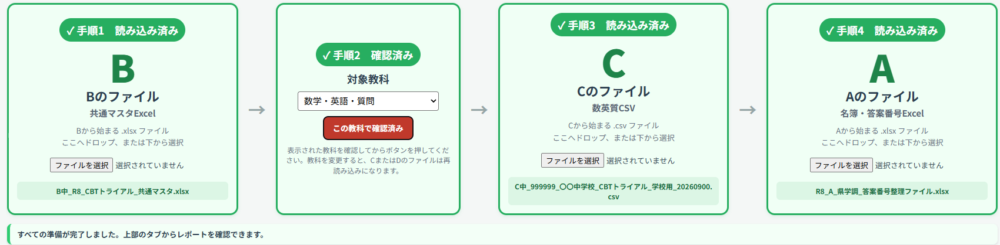 ✓手順1　読み込み済み
B
Bのファイル
共通マスタExcel
Bから始まる .xlsx ファイル
ここへドロップ、または下から選択
ファイルを選択 選択されていません
B中_R8_CBTトライアル_共通マスタ.xlsx
→
✓手順2　確認済み
対象教科
数学・英語・質問
この教科で確認済み
表示された教科を確認してからボタンを押してくだ
さい。教科を変更すると、CまたはDのファイルは再
読み込みになります。
→
✓手順3　読み込み済み
C
Cのファイル
数英質CSV
Cから始まる .csv ファイル
ここへドロップ、または下から選択
ファイルを選択 選択されていません
C中_999999_〇〇中学校_CBTトライアル_学校用_20260900.
csv
→
✓手順4　読み込み済み
A
Aのファイル
名簿・答案番号Excel
Aから始まる .xlsx ファイル
ここへドロップ、または下から選択
ファイルを選択 選択されていません
R8_A_県学調_答案番号整理ファイル.xlsx
すべての準備が完了しました。上部のタブからレポートを確認できます。